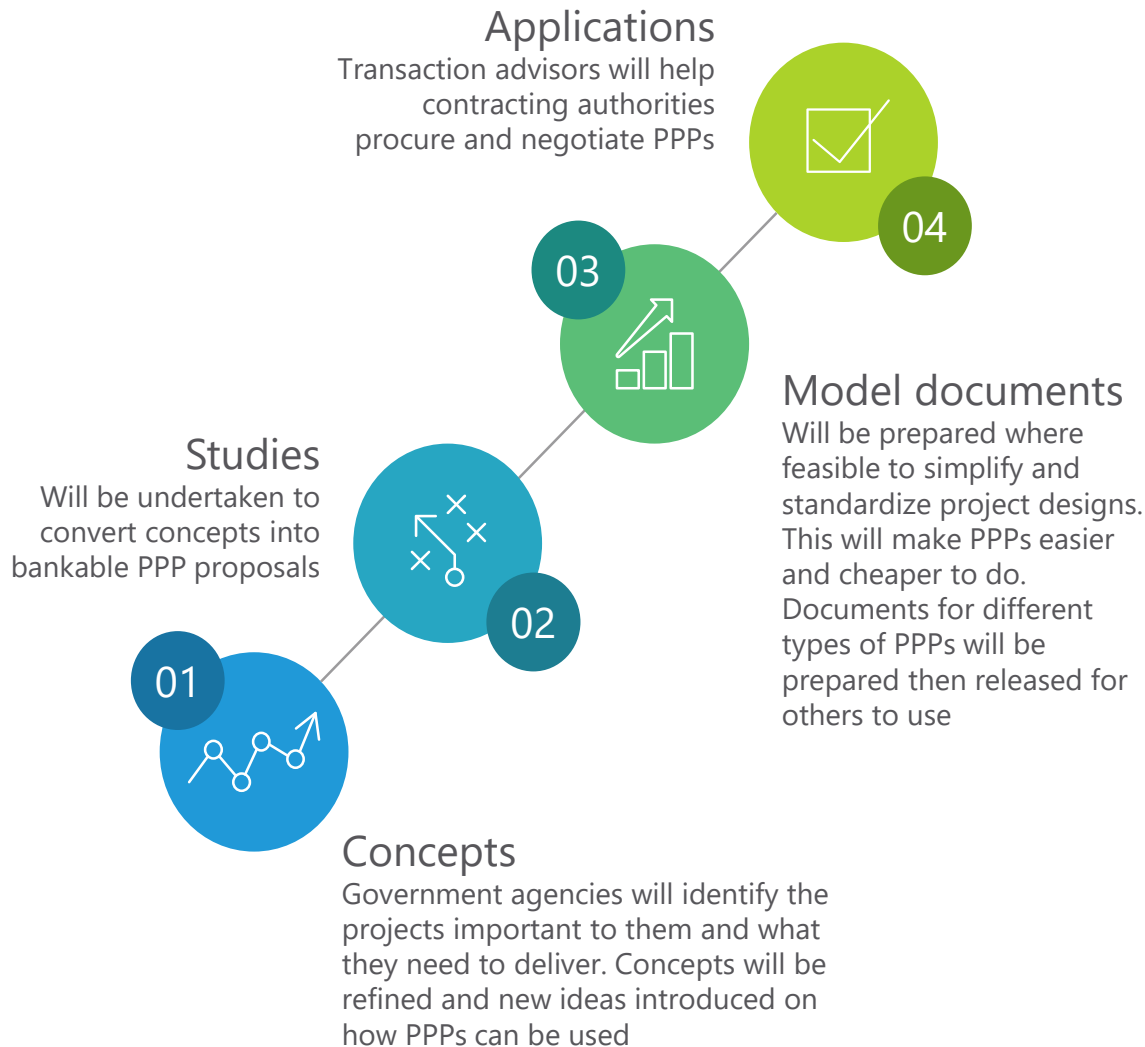 Applications
Transaction advisors will help
contracting authorities
procure and negotiate PPPs
04
03
Model documents
Will be prepared where
feasible to simplify and
standardize project designs.
This will make PPPs easier
and cheaper to do.
Documents for different
types of PPPs will be
prepared then released for
others to use
Studies
Will be undertaken to
convert concepts into
bankable PPP proposals
02
01
Concepts
Government agencies will identify the
projects important to them and what
they need to deliver. Concepts will be
refined and new ideas introduced on
how PPPs can be used